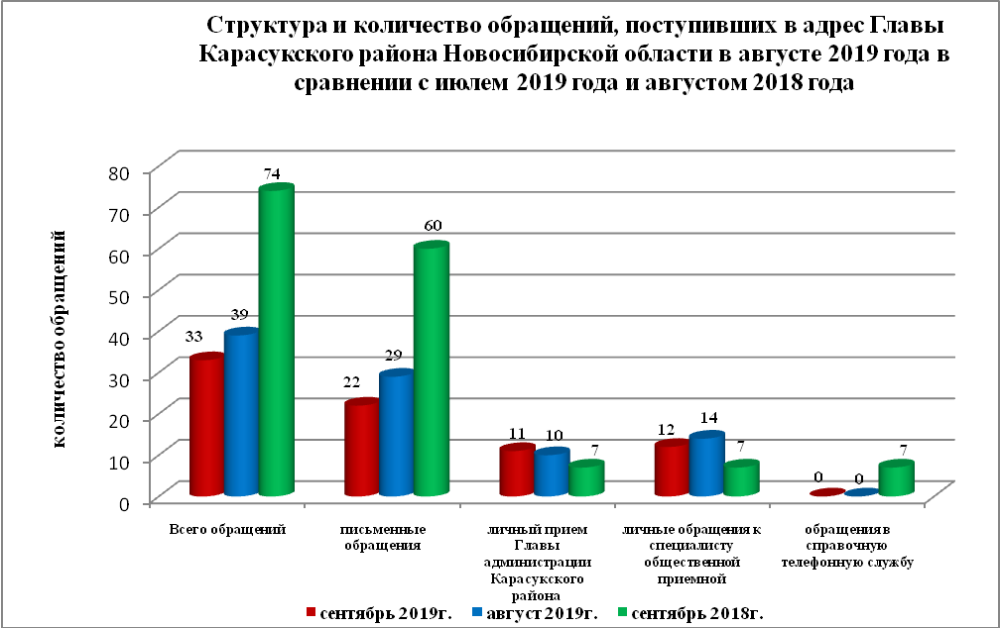 Структура и количество обращений, поступивших в адрес Главы
Карасукского района Новосибирской области в августе 2019 года в
сравнении с июлем 2019 года и августом 2018 года
количество обращений
80
70
60
50
40
30
20
10
0
33
39
74
22
29
60
11
10
7
12
14
7
0
0
7
Всего обращений
письменные
обращения
личный прием
Главы
администрации
Карасукского
района
личные обращения к
специалисту
общественной
приемной
обращения в
справочную
телефонную службу
сентябрь 2019г.
август 2019г.
сентябрь 2018г.